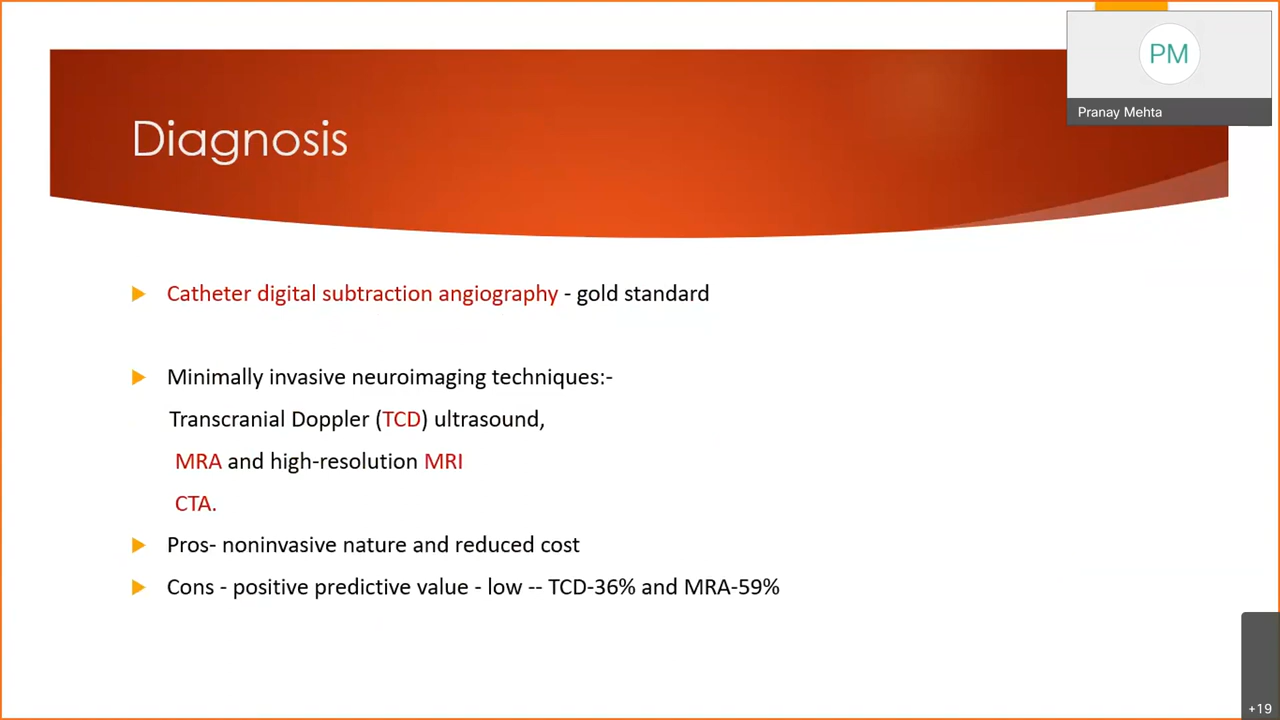 PM
Pranay Mehta
Diagnosis
Catheter digital subtraction angiography - gold standard
Minimally invasive neuroimaging techniques:-
Transcranial Doppler (TCD) ultrasound,
MRA and high-resolution MRI
CTA.
Pros- noninvasive nature and reduced cost
Cons - positive predictive value - low -- TCD-36% and MRA-59%
+19